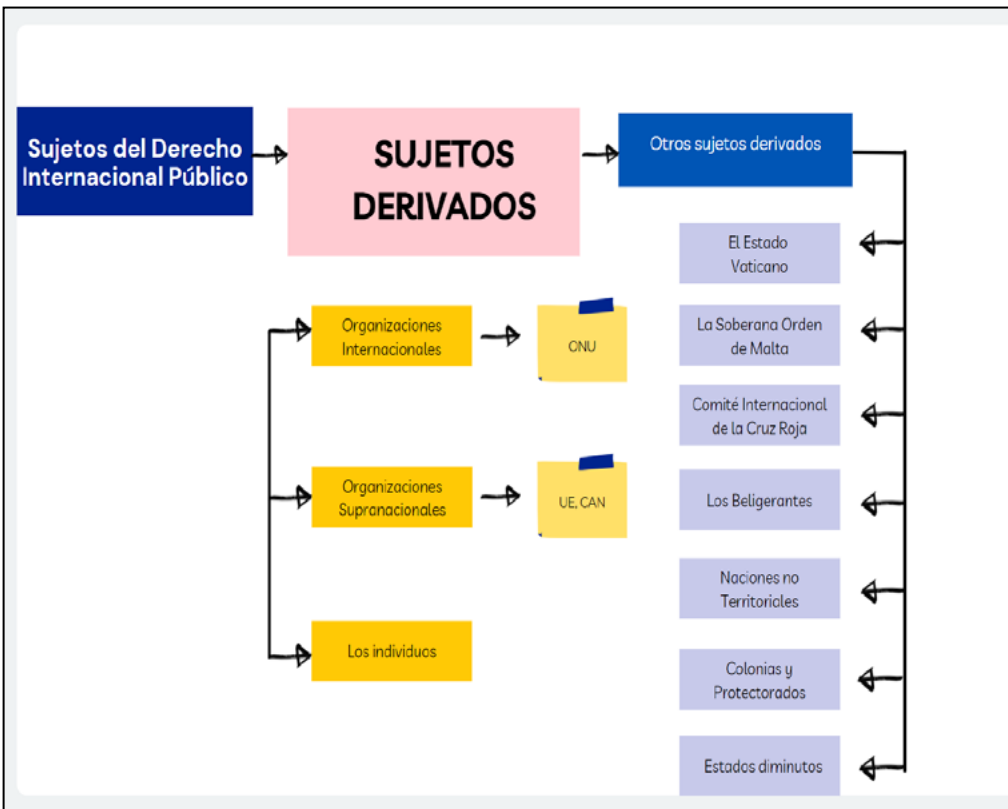 Sujetos del Derecho
Internacional Público
SUJETOS
DERIVADOS
Otros sujetos derivados
Organizaciones
Internacionales
ONU
Organizaciones
Supranacionales
UE, CAN
Los individuos
El Estado
Vaticano
La Soberana Orden
de Malta
Comité Internacional
de la Cruz Roja
Los Beligerantes
Naciones no
Territoriales
Colonias y
Protectorados
Estados diminutos